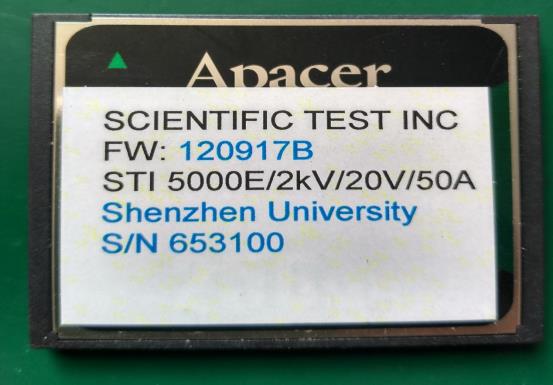 Apacer
SCIENTIFIC TEST INC
FW: 120917B
STI 5000E/2kV/20V/50A
Shenzhen University
S/N 653100